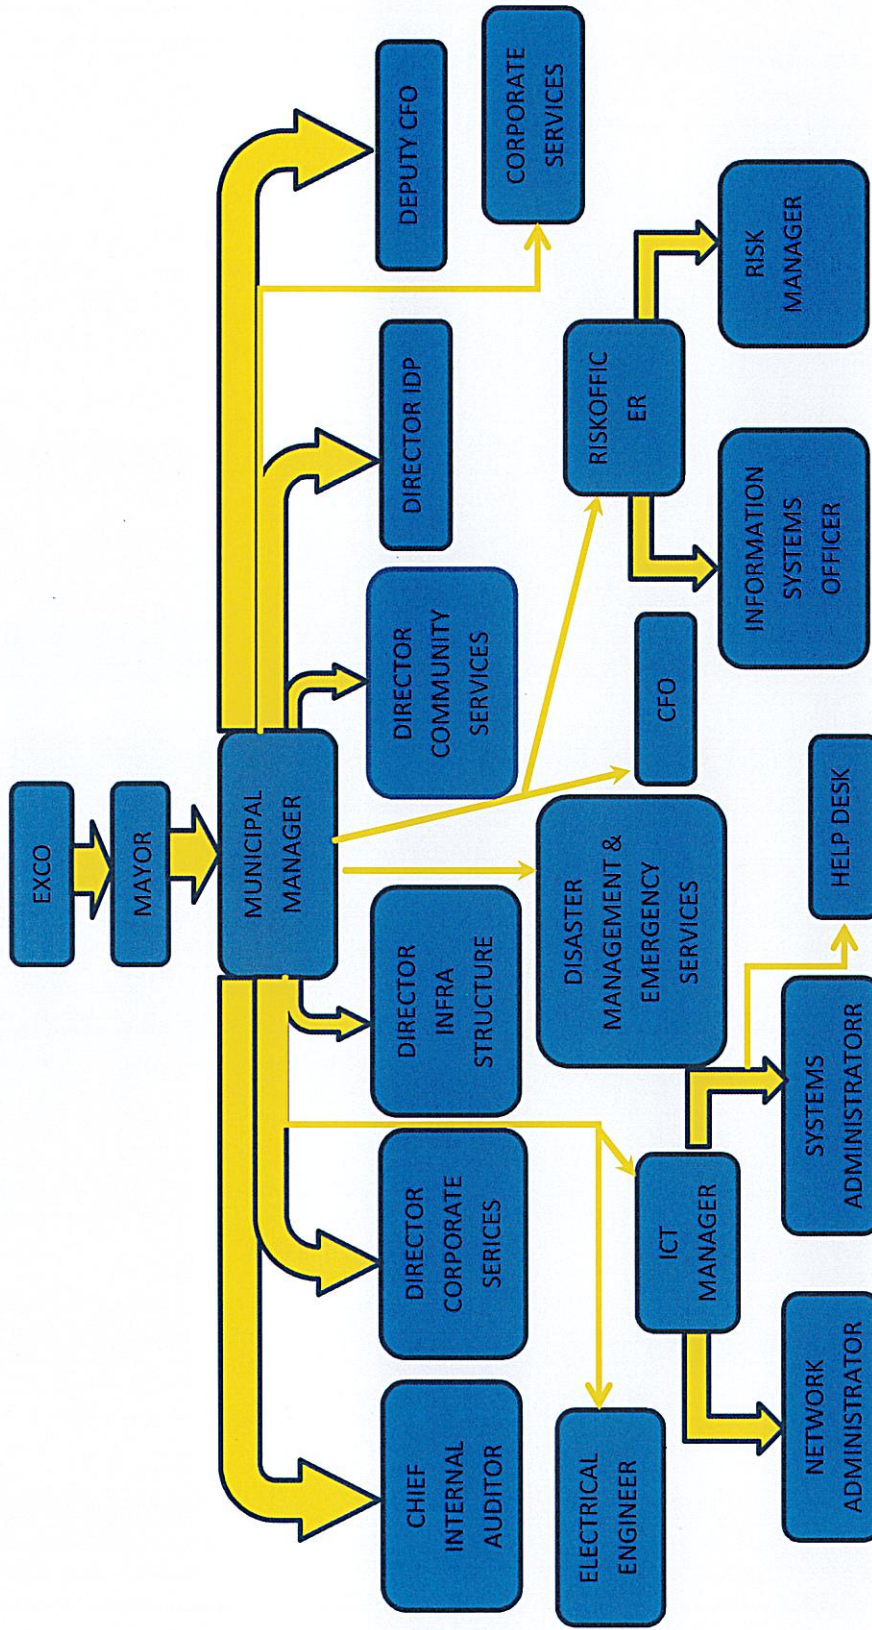 EXCO
MAYOR
MUNICIPAL
MANAGER
CHIEF
INTERNAL
AUDITOR
DIRECTOR
CORPORATE
SERICES
DIRECTOR
INFRA
STRUCTURE
DIRECTOR
COMMUNITY
SERVICES
DIRECTOR IDP
DEPUTY CFO
CORPORATE
SERVICES
ELECTRICAL
ENGINEER
DISASTER
MANAGEMENT &
EMERGENCY
SERVICES
CFO
RISKOFFIC
ER
ICT
MANAGER
NETWORK
ADMINISTRATOR
SYSTEMS
ADMINISTRATORR
HELP DESK
INFORMATION
SYSTEMS
OFFICER
RISK
MANAGER